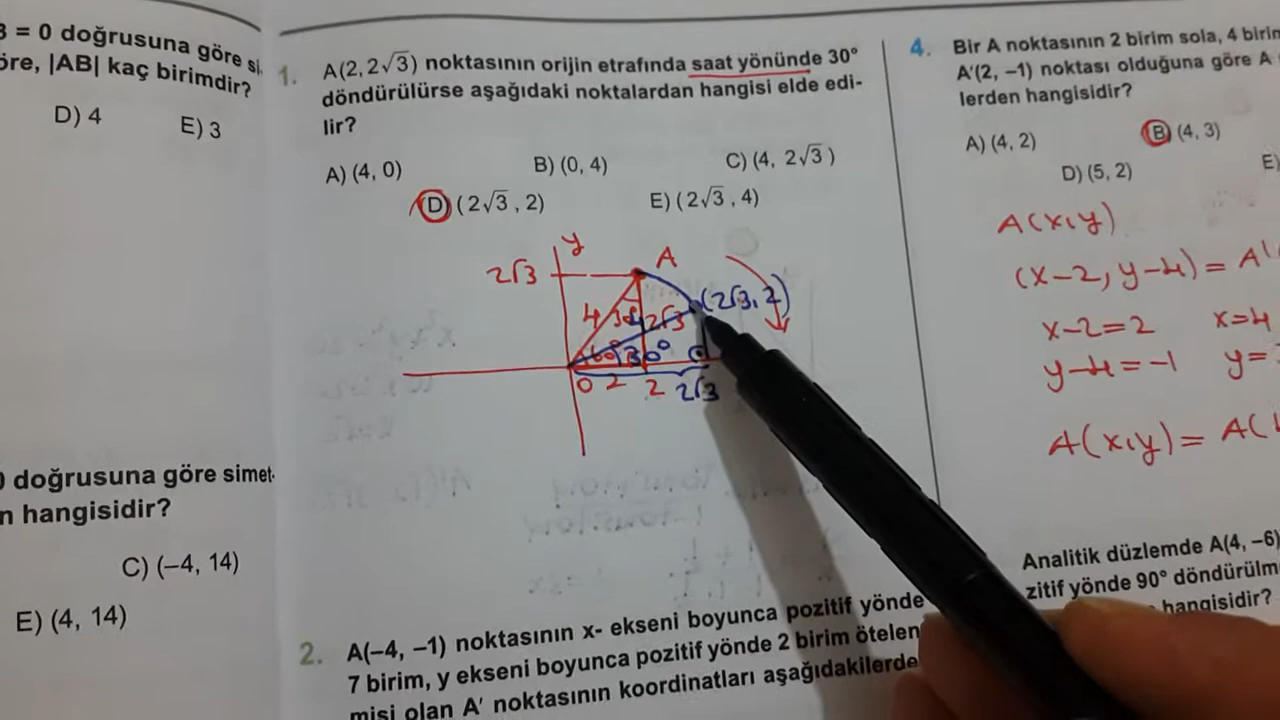 3 = 0 doğrusuna göre si
öre, |AB| kaç birimdir?
D) 4
E) 3
0 doğrusuna göre simet-
n hangisidir?
C) (−4, 14)
E) (4, 14)
1. A(2, 2√3) noktasının orijin etrafında saat yönünde 30°
döndürülürse aşağıdaki noktalardan hangisi elde edi-
lir?
A) (4, 0)
B) (0, 4)
C) (4, 2√3)
D) (2√3, 2)
E) (2√3, 4)
y
A
2√3
(2√3, 2)
4
2√3
60°
30°
0 2 2 2√3
2. A(−4, −1) noktasının x- ekseni boyunca pozitif yönde
7 birim, y ekseni boyunca pozitif yönde 2 birim ötelen
misi olan A' noktasının koordinatları aşağıdakilerde
4. Bir A noktasının 2 birim sola, 4 birim
A'(2, −1) noktası olduğuna göre A
lerden hangisidir?
A) (4, 2)
B) (4, 3)
D) (5, 2)
E)
A(x,y)
(x−2, y−4) = A'(
x−2=2 x=4
y−4=−1 y=
A(x,y) = A(
Analitik düzlemde A(4, −6)
zitif yönde 90° döndürülm
hangisidir?